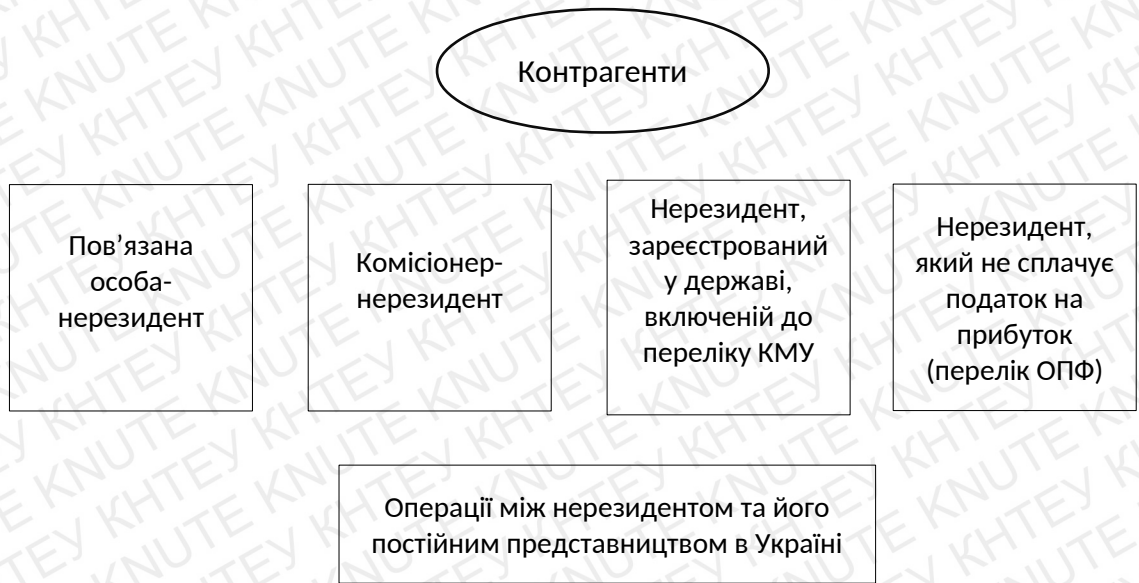 Контрагенти
Пов’язана
особа-
нерезидент
Комісіонер-
нерезидент
Нерезидент,
зареєстрований
у державі,
включеній до
переліку КМУ
Нерезидент,
який не сплачує
податок на
прибуток
(перелік ОПФ)
Операції між нерезидентом та його
постійним представництвом в Україні